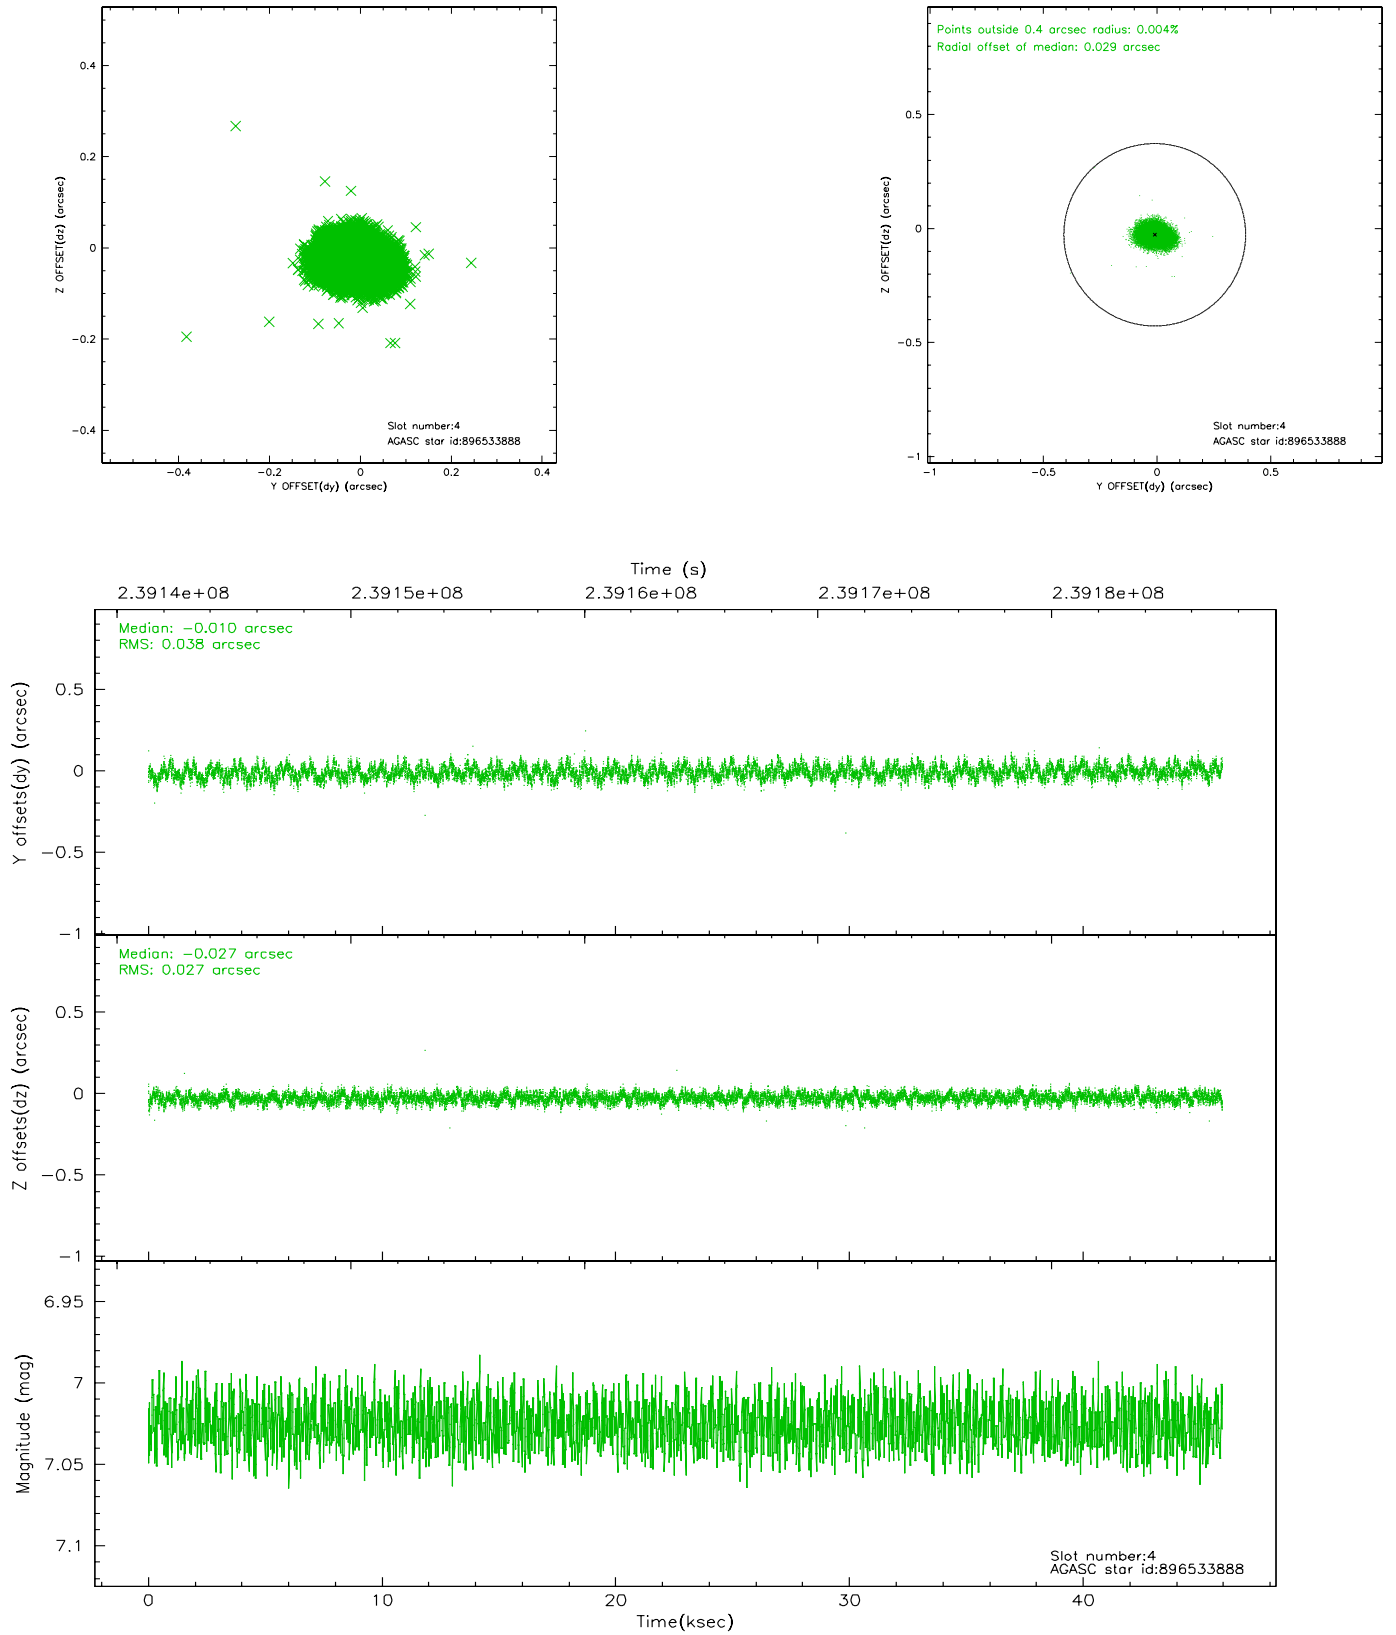 0.4
0.2
0
−0.2
−0.4
Z OFFSET(dz) (arcsec)
−0.4 −0.2 0 0.2 0.4
Y OFFSET(dy) (arcsec)
Slot number:4
AGASC star id:896533888
Points outside 0.4 arcsec radius: 0.004%
Radial offset of median: 0.029 arcsec
0.5
0
−0.5
−1
Z OFFSET(dz) (arcsec)
−1 −0.5 0 0.5
Y OFFSET(dy) (arcsec)
Slot number:4
AGASC star id:896533888
Time (s)
2.3914e+08 2.3915e+08 2.3916e+08 2.3917e+08 2.3918e+08
Median: −0.010 arcsec
RMS: 0.038 arcsec
0.5
0
−0.5
−1
Y offsets(dy) (arcsec)
Median: −0.027 arcsec
RMS: 0.027 arcsec
0.5
0
−0.5
−1
Z offsets(dz) (arcsec)
6.95
7
7.05
7.1
Magnitude (mag)
Slot number:4
AGASC star id:896533888
0 10 20 30 40
Time(ksec)